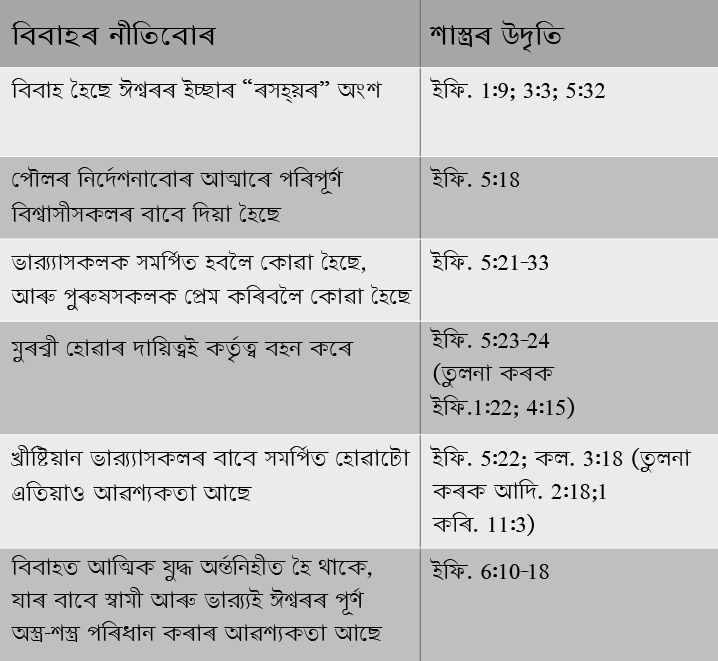 বিবাহৰ নীতিবোৰ
শাস্ত্ৰৰ উদৃতি
বিবাহ হৈছে ঈশ্বৰৰ ইচ্ছাৰ “ৰসহ্য়ৰ” অংশ
ইফি. 1:9; 3:3; 5:32
পৌলৰ নিৰ্দেশনাবোৰ আত্মাৰে পৰিপূৰ্ণ
বিশ্বাসীসকলৰ বাবে দিয়া হৈছে
ইফি. 5:18
ভাৰ্য্যাসকলক সমৰ্পিত হবলৈ কোৱা হৈছে,
আৰু পুৰুষসকলক প্ৰেম কৰিবলৈ কোৱা হৈছে
ইফি. 5:21-33
মুৰব্বী হোৱাৰ দায়িত্বই কৰ্তৃত্ব বহন কৰে
ইফি. 5:23-24
(তুলনা কৰক
ইফি.1:22; 4:15)
খ্ৰীষ্টিয়ান ভাৰ্য্যাসকলৰ বাবে সমৰ্পিত হোৱাটো
এতিয়াও আৱশ্যকতা আছে
ইফি. 5:22; কল. 3:18 (তুলনা
কৰক আদি. 2:18;1
কৰি. 11:3)
বিবাহত আত্মিক যুদ্ধ অৰ্ন্তনিহীত হৈ থাকে,
যাৰ বাবে স্বামী আৰু ভাৰ্য্যই ঈশ্বৰৰ পূৰ্ণ
অস্ত্ৰ-শস্ত্ৰ পৰিধান কৰাৰ আৱশ্যকতা আছে
ইফি. 6:10-18